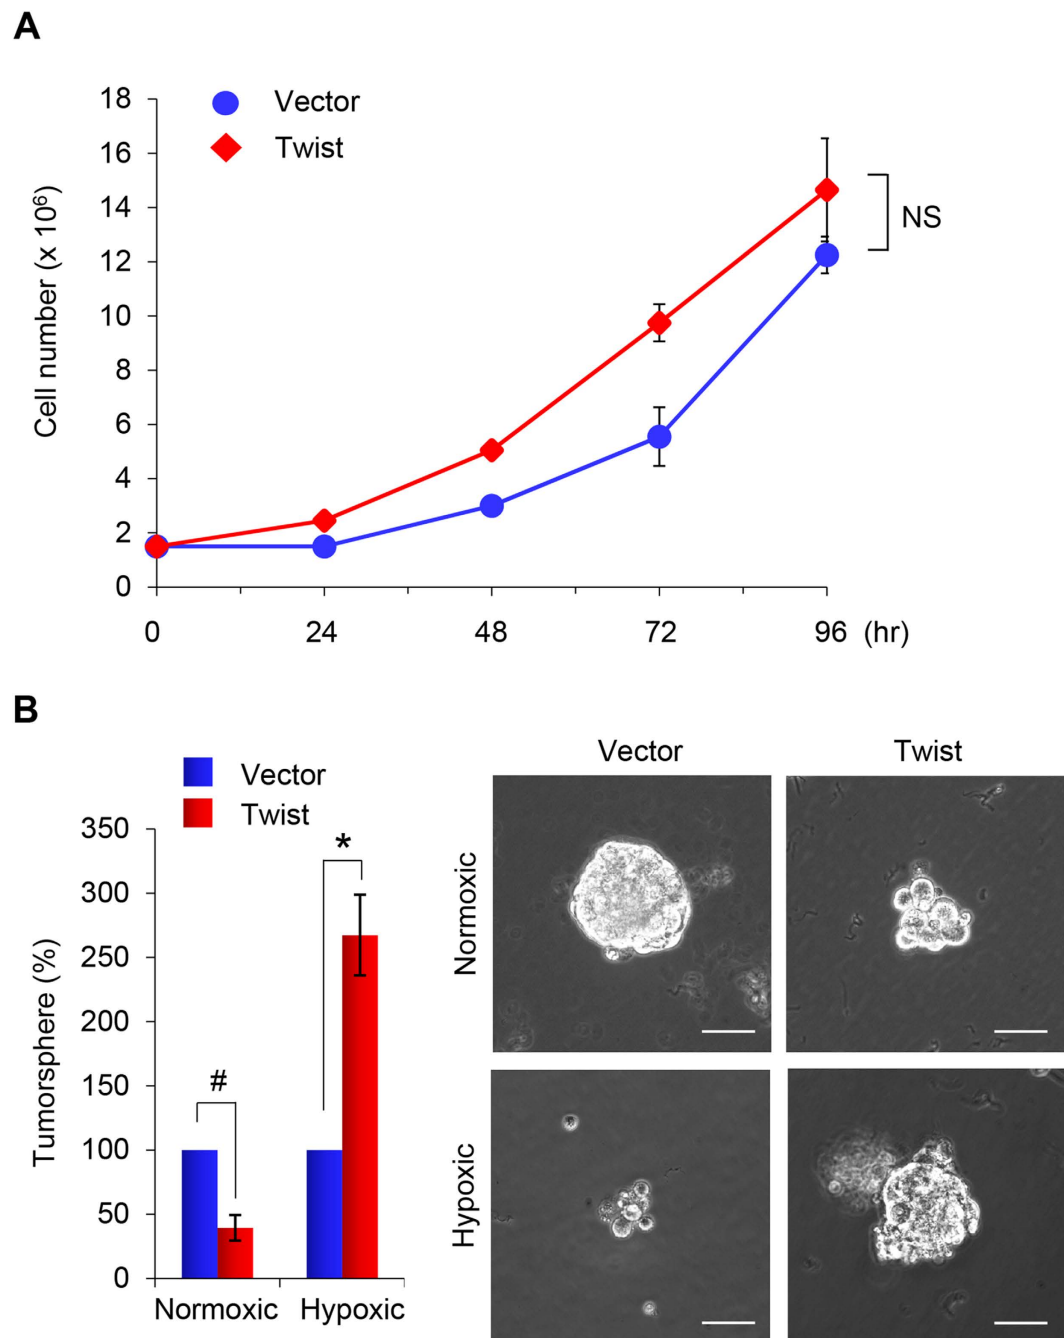 A
18
16
14
12
10
8
6
4
2
0
Cell number (x 10⁶)
Vector
Twist
NS
0 24 48 72 96 (hr)
B
Vector
Twist
350
300
250
200
150
100
50
0
Tumorsphere (%)
#
*
Normoxic Hypoxic
Vector Twist
Normoxic
Hypoxic